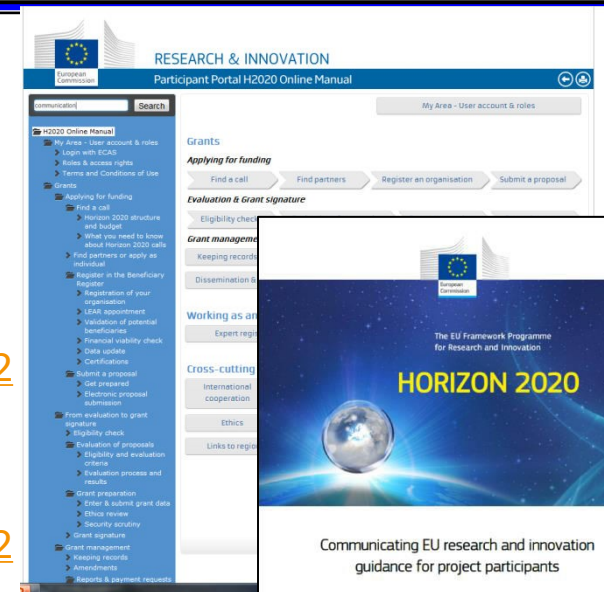 European
Commission
RESEARCH & INNOVATION
Participant Portal H2020 Online Manual
communication
Search
My Area - User account & roles
H2020 Online Manual
My Area - User account & roles
Login with ECAS
Roles & access rights
Terms and Conditions of Use
Grants
Applying for funding
Find a call
Horizon 2020 structure
and budget
What you need to know
about Horizon 2020 calls
Find partners or apply as
individual
Register in the Beneficiary
Register
Registration of your
organisation
LEAR appointment
Validation of potential
beneficiaries
Financial viability check
Data update
Certifications
Submit a proposal
Get prepared
Electronic proposal
submission
From evaluation to grant
signature
Eligibility check
Evaluation of proposals
Eligibility and evaluation
criteria
Evaluation process and
results
Grant preparation
Enter & submit grant data
Ethics review
Security scrutiny
Grant signature
Grant management
Keeping records
Amendments
Reports & payment requests
Grants
Applying for funding
Find a call
Find partners
Register an organisation
Submit a proposal
Evaluation & Grant signature
Eligibility check
Grant manageme
Keeping records
Dissemination &
Working as an
Expert regis
Cross-cutting
International
cooperation
Ethics
Links to region
2
2
European
Commission
The EU Framework Programme
for Research and Innovation
HORIZON 2020
Communicating EU research and innovation
guidance for project participants